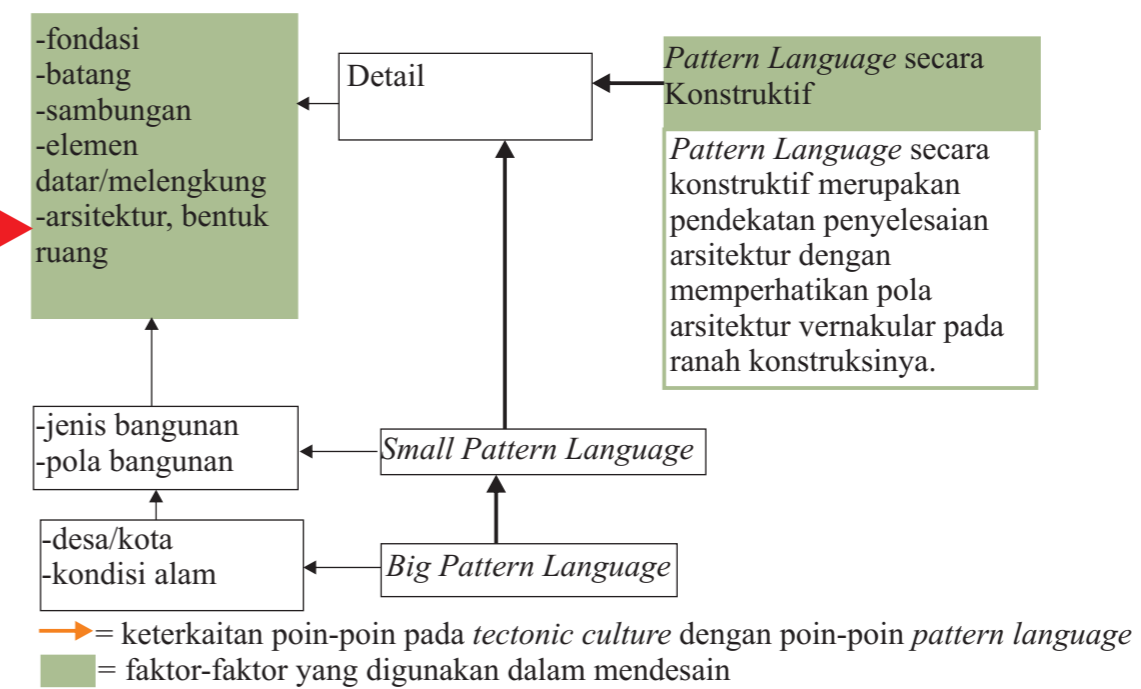 -fondasi
-batang
-sambungan
-elemen
datar/melengkung
-arsitektur, bentuk
ruang
Detail
Pattern Language secara
Konstruktif
Pattern Language secara
konstruktif merupakan
pendekatan penyelesaian
arsitektur dengan
memperhatikan pola
arsitektur vernakular pada
ranah konstruksinya.
-jenis bangunan
-pola bangunan
Small Pattern Language
-desa/kota
-kondisi alam
Big Pattern Language
= keterkaitan poin-poin pada tectonic culture dengan poin-poin pattern language
= faktor-faktor yang digunakan dalam mendesain